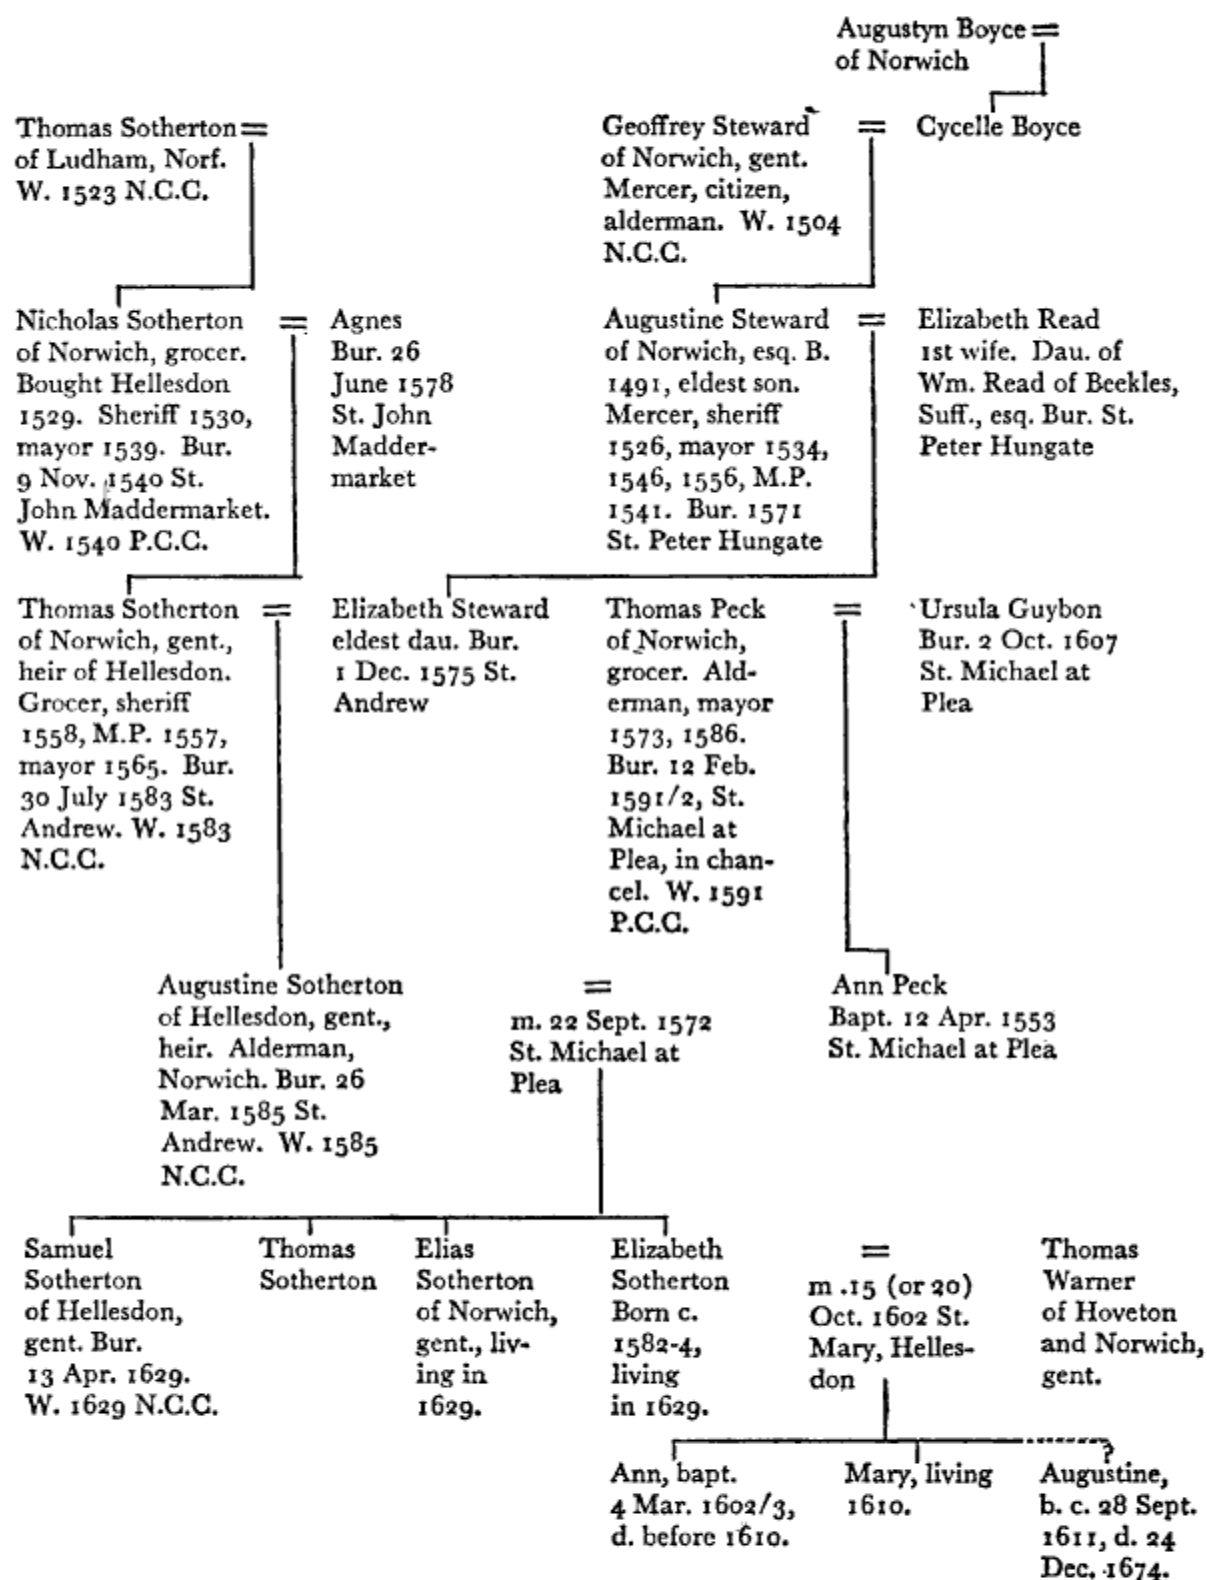 Augustyn Boyce =
of Norwich
Thomas Sotherton =
of Ludham, Norf.
W. 1523 N.C.C.
Geoffrey Steward
of Norwich, gent.
Mercer, citizen,
alderman. W. 1504
N.C.C.
=
Cycelle Boyce
Nicholas Sotherton
of Norwich, grocer.
Bought Hellesdon
1529. Sheriff 1530,
mayor 1539. Bur.
9 Nov. 1540 St.
John Maddermarket.
W. 1540 P.C.C.
=
Agnes
Bur. 26
June 1578
St. John
Madder-
market
Augustine Steward
of Norwich, esq. B.
1491, eldest son.
Mercer, sheriff
1526, mayor 1534,
1546, 1556, M.P.
1541. Bur. 1571
St. Peter Hungate
=
Elizabeth Read
1st wife. Dau. of
Wm. Read of Beekles,
Suff., esq. Bur. St.
Peter Hungate
Thomas Sotherton
of Norwich, gent.,
heir of Hellesdon.
Grocer, sheriff
1558, M.P. 1557,
mayor 1565. Bur.
30 July 1583 St.
Andrew. W. 1583
N.C.C.
=
Elizabeth Steward
eldest dau. Bur.
1 Dec. 1575 St.
Andrew
Thomas Peck
of Norwich,
grocer. Ald-
erman, mayor
1573, 1586.
Bur. 12 Feb.
1591/2, St.
Michael at
Plea, in chan-
cel. W. 1591
P.C.C.
=
Ursula Guybon
Bur. 2 Oct. 1607
St. Michael at
Plea
Augustine Sotherton
of Hellesdon, gent.,
heir. Alderman,
Norwich. Bur. 26
Mar. 1585 St.
Andrew. W. 1585
N.C.C.
=
m. 22 Sept. 1572
St. Michael at
Plea
Ann Peck
Bapt. 12 Apr. 1553
St. Michael at Plea
Samuel
Sotherton
of Hellesdon,
gent. Bur.
13 Apr. 1629.
W. 1629 N.C.C.
Thomas
Sotherton
Elias
Sotherton
of Norwich,
gent., liv-
ing in
1629.
Elizabeth
Sotherton
Born c.
1582-4,
living
in 1629.
=
m .15 (or 20)
Oct. 1602 St.
Mary, Helles-
don
Thomas
Warner
of Hoveton
and Norwich,
gent.
Ann, bapt.
4 Mar. 1602/3,
d. before 1610.
Mary, living
1610.
?
Augustine,
b. c. 28 Sept.
1611, d. 24
Dec. 1674.